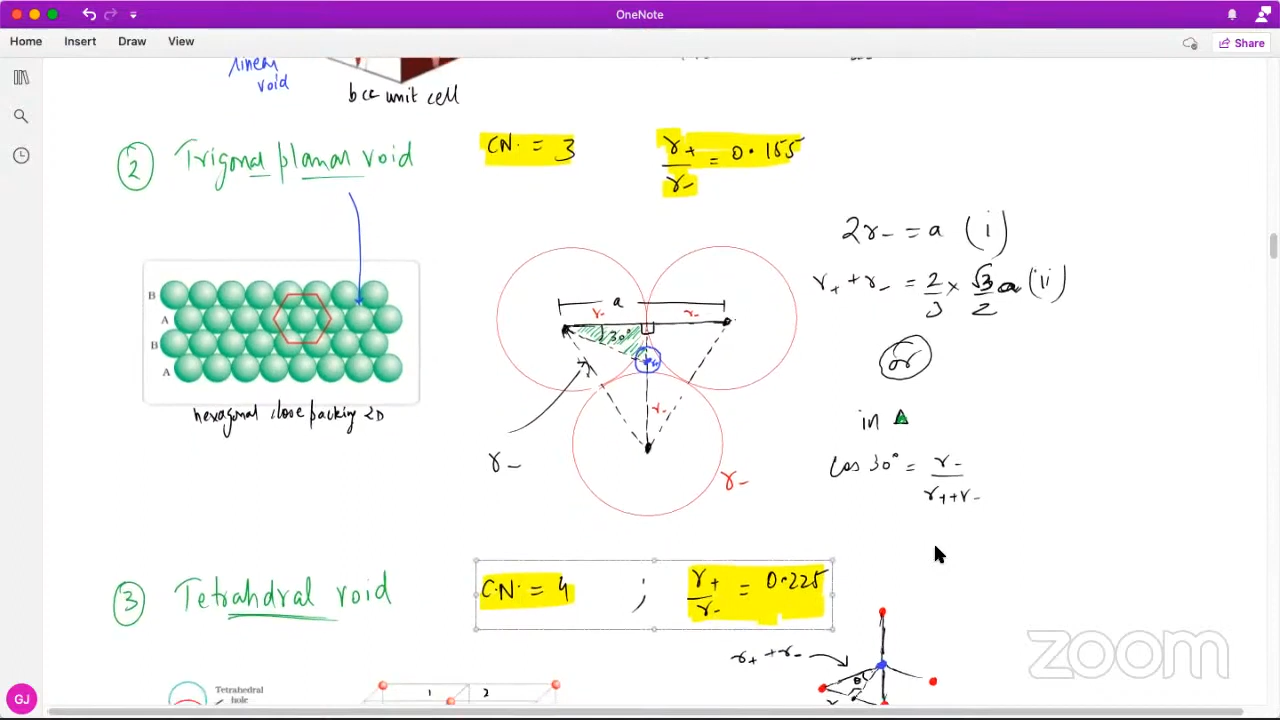 OneNote
Home Insert Draw View
Share
linear
void
bcc unit cell
② Trigonal planar void
C.N. = 3
r+/r- = 0.155
2r- = a (i)
r+ + r- = 2/3 × √3/2 a (ii)
B
A
B
A
hexagonal close packing 2D
a
r-
r-
30°
r-
r-
r-
or
in Δ
cos 30° = r-/r+ + r-
③ Tetrahdral void
C.N. = 4 ; r+/r- = 0.225
r+ + r-
θ
Tetrahedral
hole
1 2
zoom
GJ